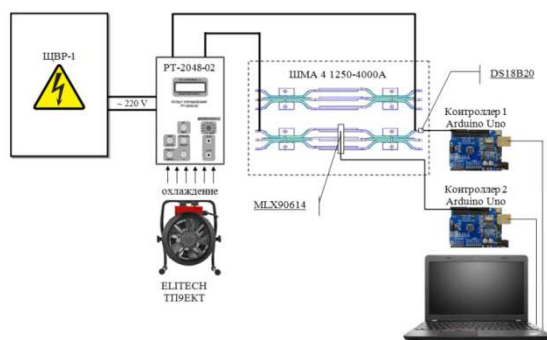 ЩВР-1
~ 220 V
РТ-2048-02
ШМА 4 1250-4000А
DS18B20
Контроллер 1
Arduino Uno
охлаждение
MLX90614
Контроллер 2
Arduino Uno
ELITECH
ТП9ЕКТ